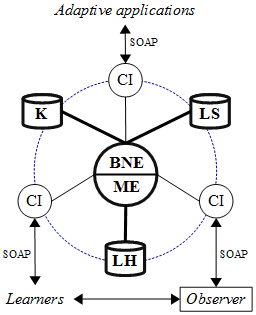 Adaptive applications
SOAP
CI
K
LS
BNE
ME
CI
CI
SOAP
LH
SOAP
Learners
Observer